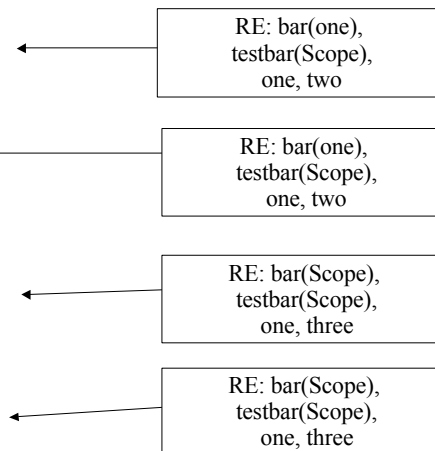 RE: bar(one),
testbar(Scope),
one, two
RE: bar(one),
testbar(Scope),
one, two
RE: bar(Scope),
testbar(Scope),
one, three
RE: bar(Scope),
testbar(Scope),
one, three